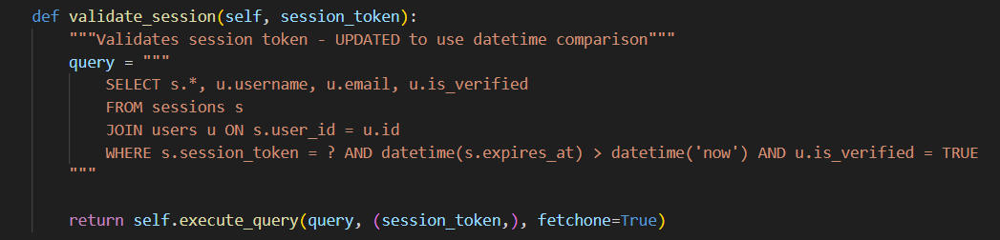 def validate_session(self, session_token):
"""Validates session token - UPDATED to use datetime comparison"""
query = """
SELECT s.*, u.username, u.email, u.is_verified
FROM sessions s
JOIN users u ON s.user_id = u.id
WHERE s.session_token = ? AND datetime(s.expires_at) > datetime('now') AND u.is_verified = TRUE
"""
return self.execute_query(query, (session_token,), fetchone=True)